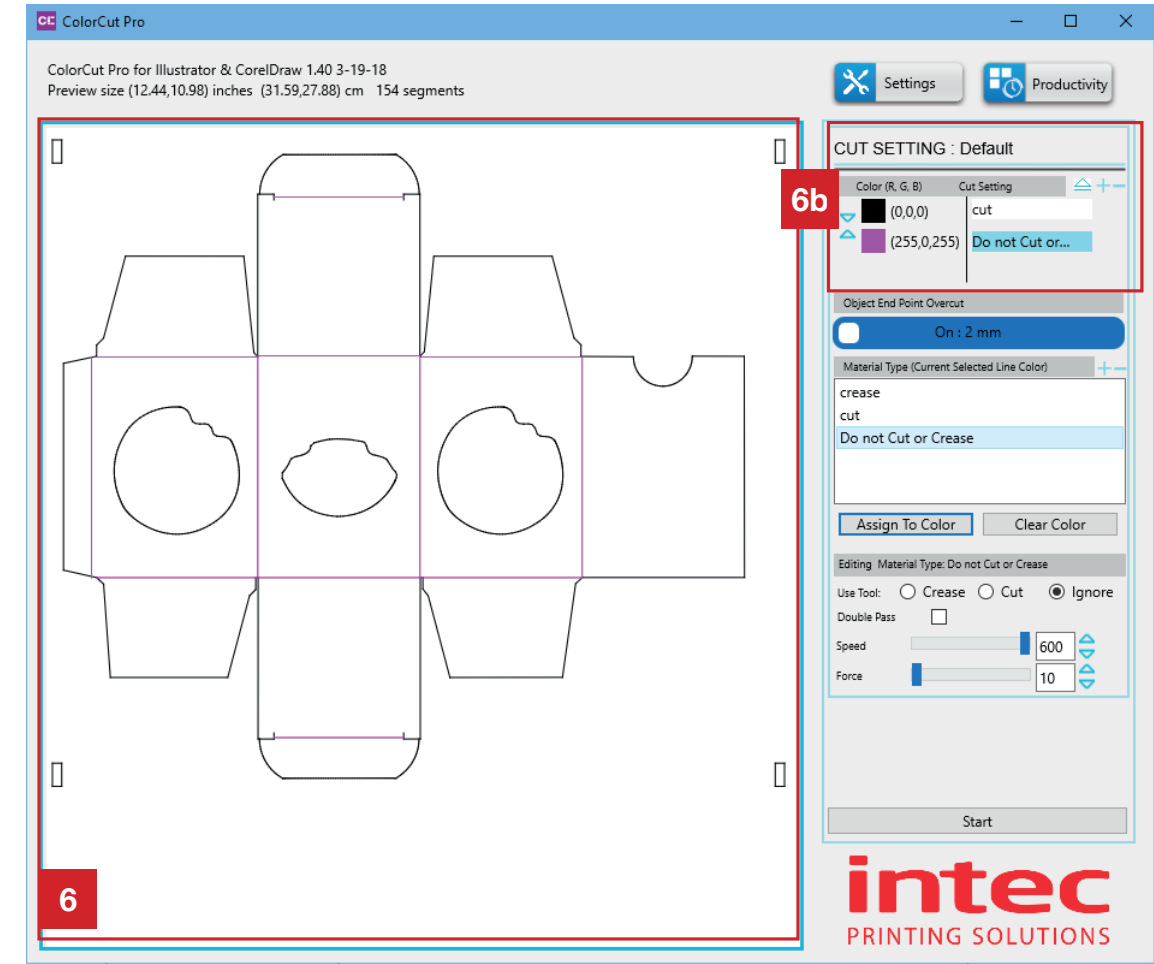 CE ColorCut Pro
ColorCut Pro for Illustrator & CorelDraw 1.40 3-19-18
Preview size (12.44,10.98) inches (31.59,27.88) cm 154 segments
Settings
Productivity
CUT SETTING : Default
6b
Color (R, G, B) Cut Setting
(0,0,0) cut
(255,0,255) Do not Cut or...
Object End Point Overcut
On : 2 mm
Material Type (Current Selected Line Color)
crease
cut
Do not Cut or Crease
Assign To Color Clear Color
Editing Material Type: Do not Cut or Crease
Use Tool: Crease Cut Ignore
Double Pass
Speed 600
Force 10
Start
6
intec
PRINTING SOLUTIONS